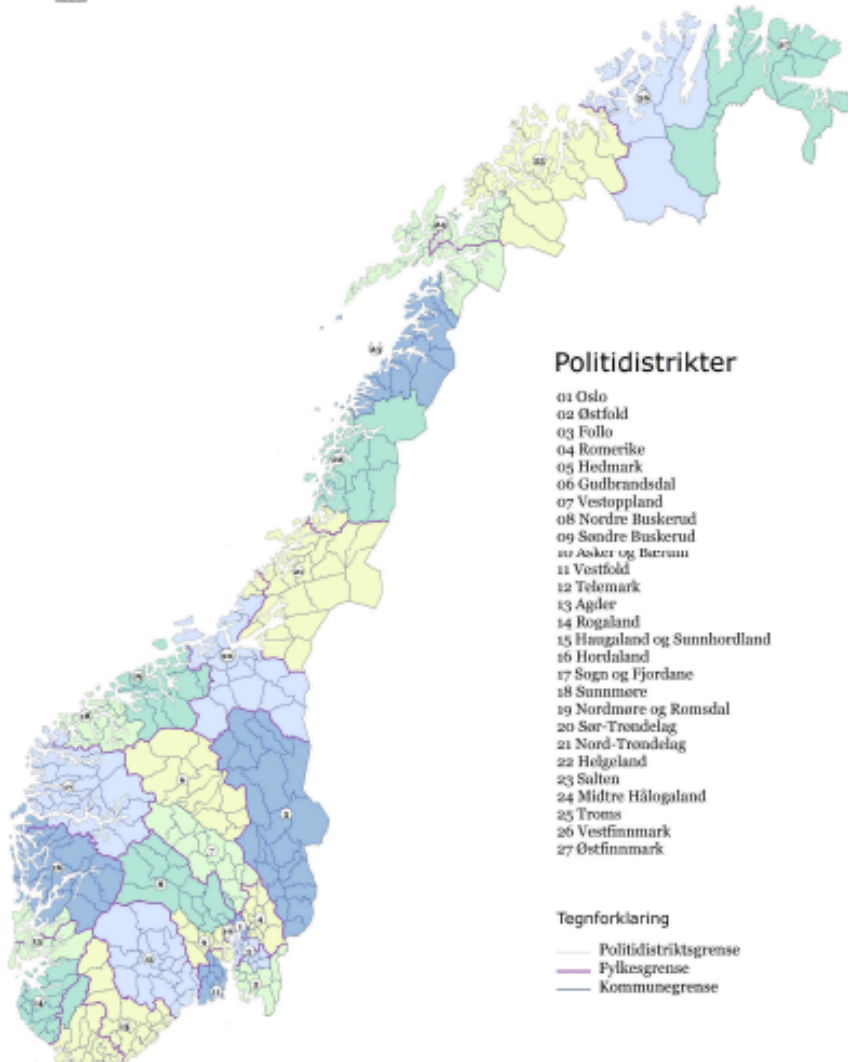 Politidistrikter
01 Oslo
02 Østfold
03 Follo
04 Romerike
05 Hedmark
06 Gudbrandsdal
07 Vestoppland
08 Nordre Buskerud
09 Søndre Buskerud
10 Asker og Bærum
11 Vestfold
12 Telemark
13 Agder
14 Rogaland
15 Haugaland og Sunnhordland
16 Hordaland
17 Sogn og Fjordane
18 Sunnmøre
19 Nordmøre og Romsdal
20 Sør-Trøndelag
21 Nord-Trøndelag
22 Helgeland
23 Salten
24 Midtre Hålogaland
25 Troms
26 Vestfinnmark
27 Østfinnmark
Tegnforklaring
Politidistriktsgrense
Fylkesgrense
Kommunegrense